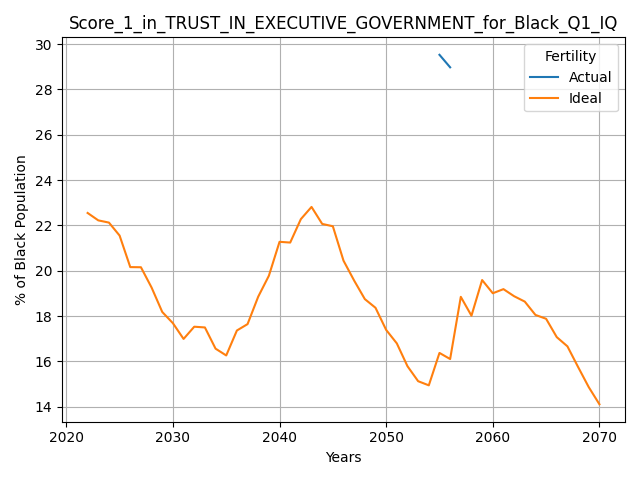 Score_1_in_TRUST_IN_EXECUTIVE_GOVERNMENT_for_Black_Q1_IQ
% of Black Population
30
28
26
24
22
20
18
16
14
Fertility
Actual
Ideal
2020 2030 2040 2050 2060 2070
Years